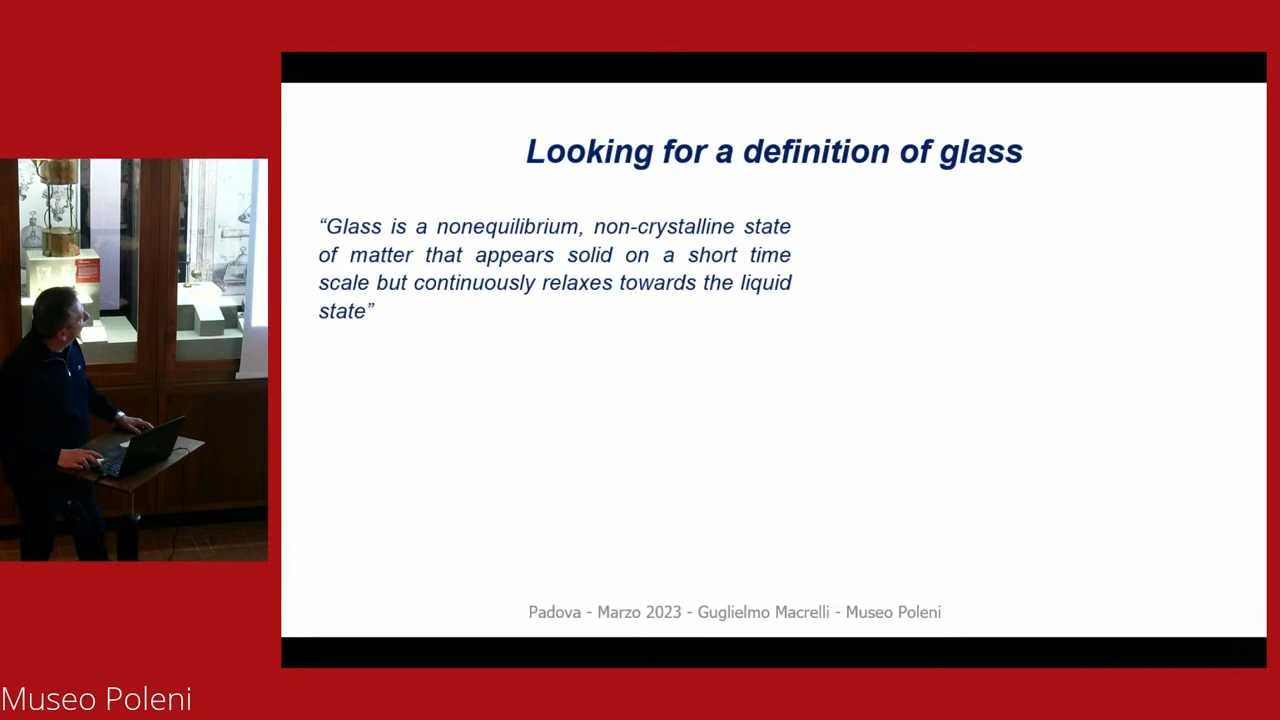 Looking for a definition of glass
“Glass is a nonequilibrium, non-crystalline state
of matter that appears solid on a short time
scale but continuously relaxes towards the liquid
state”
Padova - Marzo 2023 - Guglielmo Macrelli - Museo Poleni
Museo Poleni